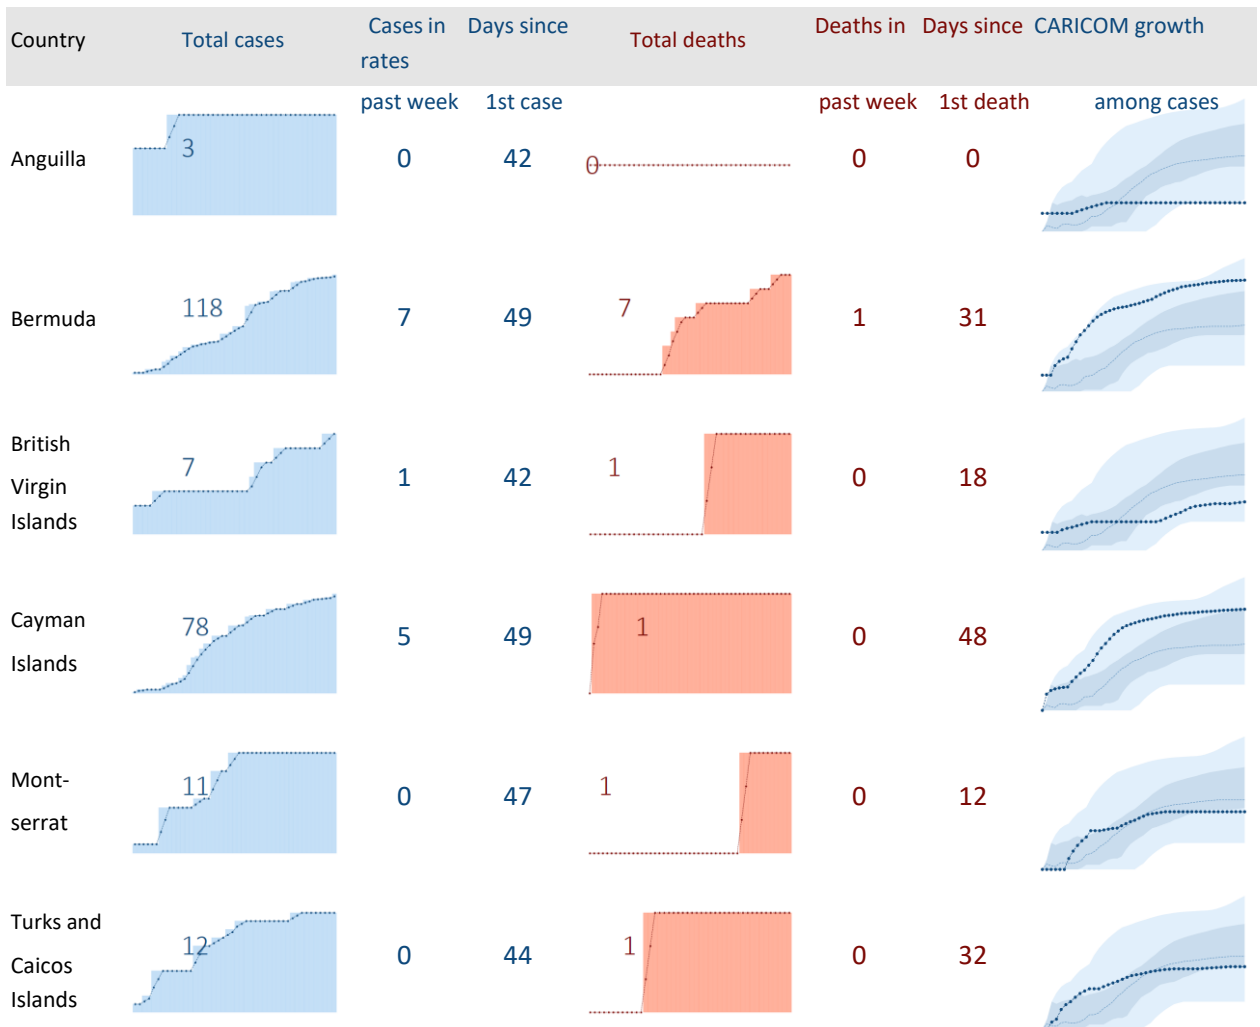 Country Total cases Cases in Days since Total deaths Deaths in Days since CARICOM growth
rates
past week 1st case past week 1st death among cases
Anguilla 3 0 42 0 0 0
Bermuda 118 7 49 7 1 31
British
Virgin 7 1 42 1 0 18
Islands
Cayman 78 5 49 1 0 48
Islands
Mont- 11 0 47 1 0 12
serrat
Turks and
Caicos 12 0 44 1 0 32
Islands